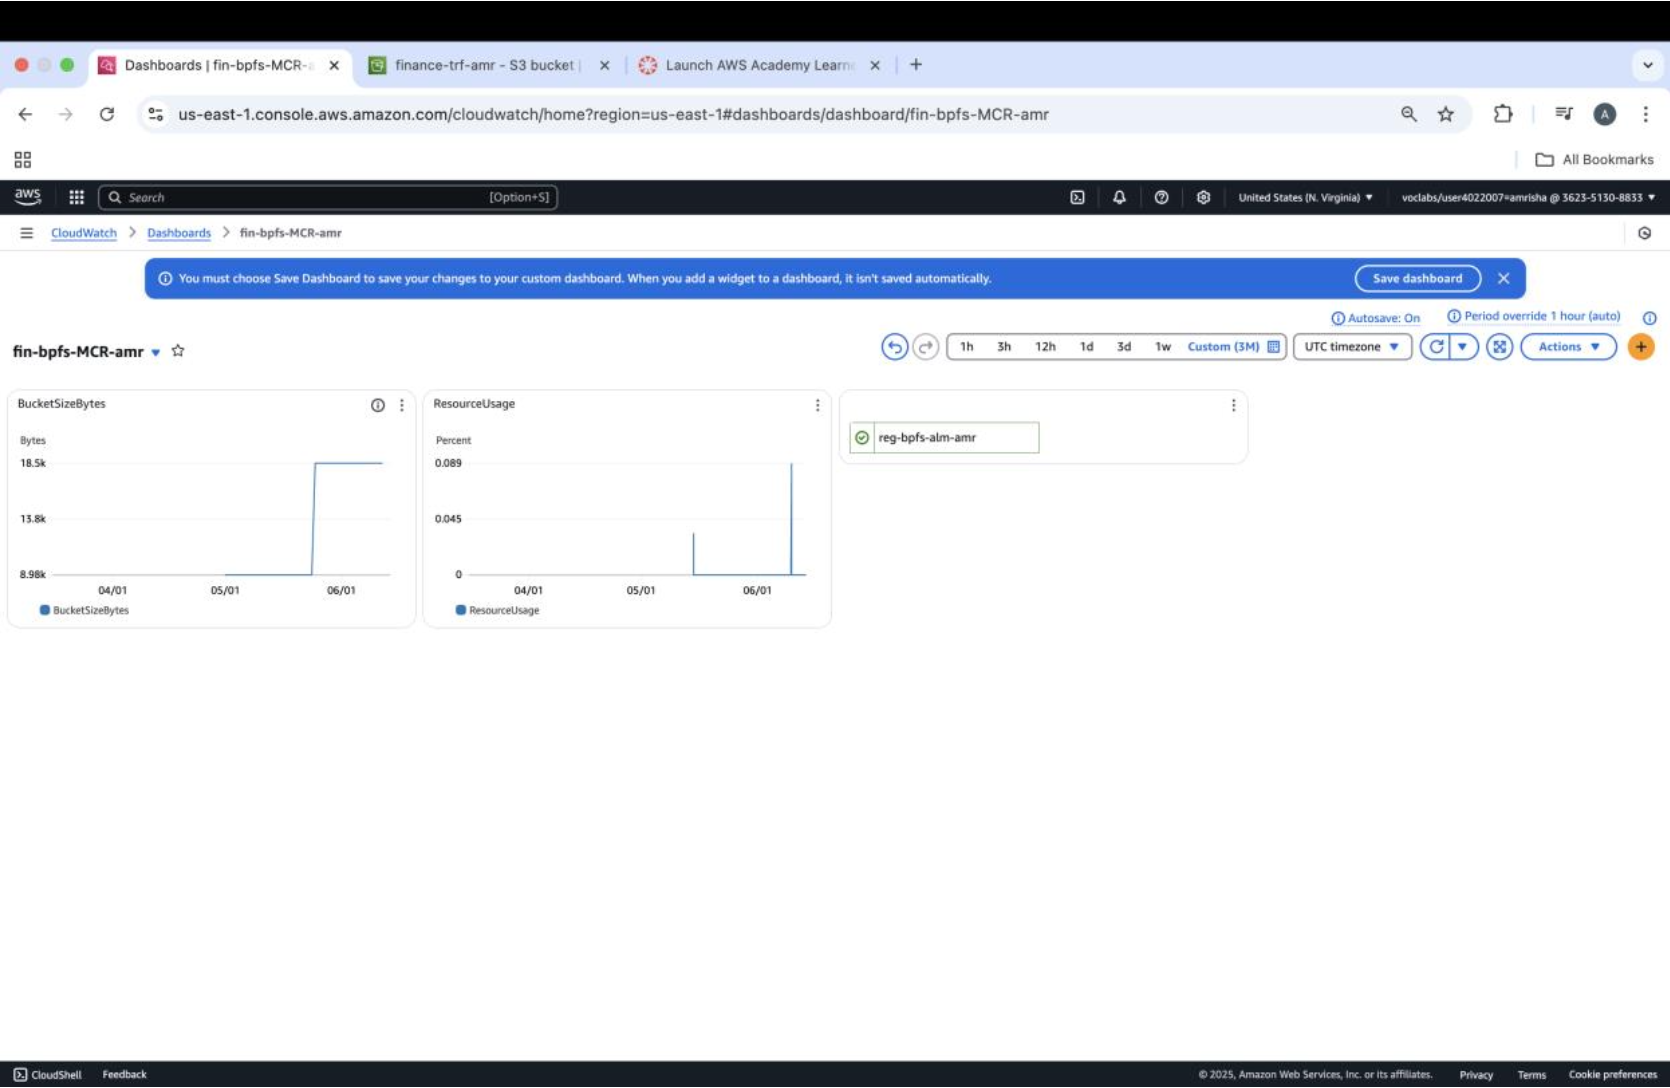 Dashboards | fin-bpfs-MCR-a
finance-trf-amr - S3 bucket |
Launch AWS Academy Learne
us-east-1.console.aws.amazon.com/cloudwatch/home?region=us-east-1#dashboards/dashboard/fin-bpfs-MCR-amr
A
All Bookmarks
aws
Search
[Option+S]
United States (N. Virginia)
voclabs/user4022007=amrisha @ 3623-5130-8833
CloudWatch > Dashboards > fin-bpfs-MCR-amr
You must choose Save Dashboard to save your changes to your custom dashboard. When you add a widget to a dashboard, it isn't saved automatically.
Save dashboard
Autosave: On
Period override 1 hour (auto)
fin-bpfs-MCR-amr
1h 3h 12h 1d 3d 1w Custom (3M)
UTC timezone
Actions
BucketSizeBytes
Bytes
18.5k
13.8k
8.98k
04/01 05/01 06/01
BucketSizeBytes
ResourceUsage
Percent
0.089
0.045
0
04/01 05/01 06/01
ResourceUsage
reg-bpfs-alm-amr
CloudShell
Feedback
© 2025, Amazon Web Services, Inc. or its affiliates.
Privacy
Terms
Cookie preferences